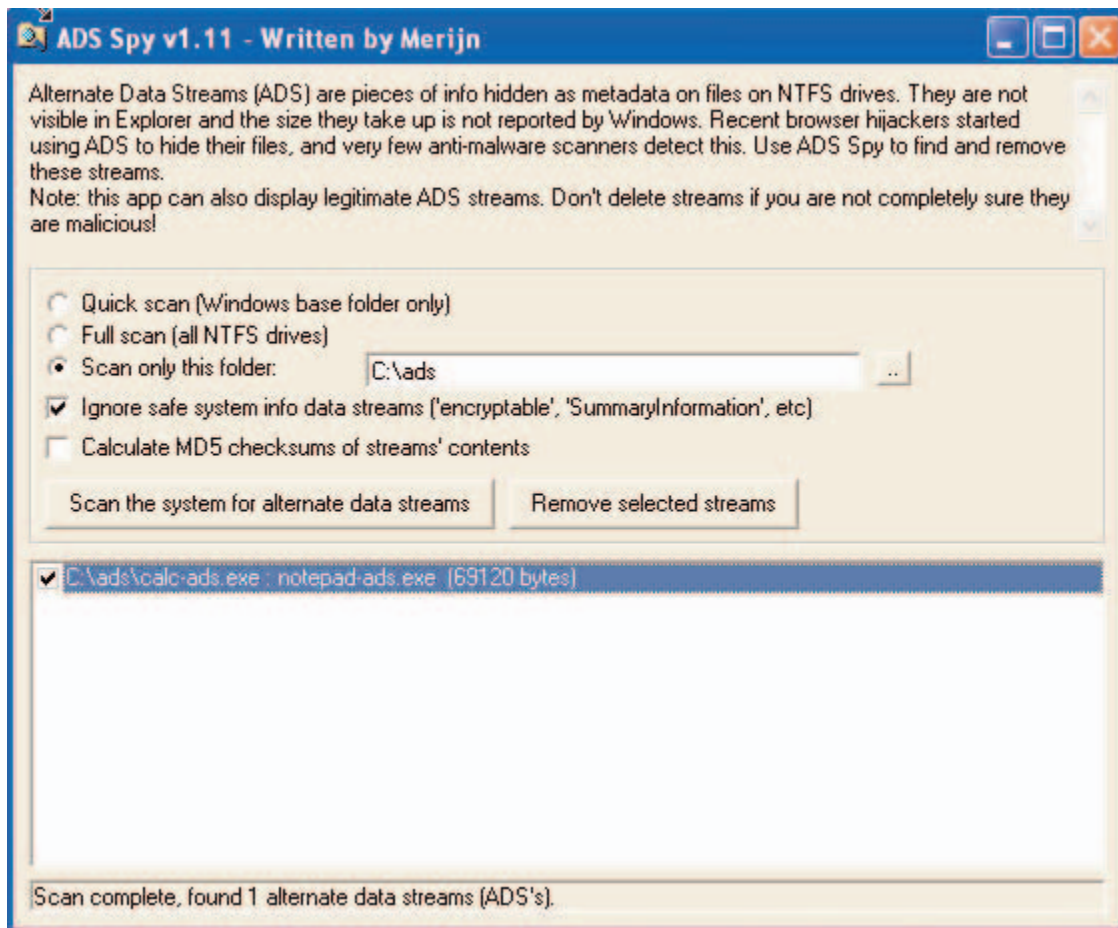 ADS Spy v1.11 - Written by Merijn
Alternate Data Streams (ADS) are pieces of info hidden as metadata on files on NTFS drives. They are not
visible in Explorer and the size they take up is not reported by Windows. Recent browser hijackers started
using ADS to hide their files, and very few anti-malware scanners detect this. Use ADS Spy to find and remove
these streams.
Note: this app can also display legitimate ADS streams. Don't delete streams if you are not completely sure they
are malicious!
Quick scan (Windows base folder only)
Full scan (all NTFS drives)
Scan only this folder: C:\ads ..
Ignore safe system info data streams ('encryptable', 'SummaryInformation', etc)
Calculate MD5 checksums of streams' contents
Scan the system for alternate data streams Remove selected streams
C:\ads\calc-ads.exe : notepad-ads.exe (69120 bytes)
Scan complete, found 1 alternate data streams (ADS's).